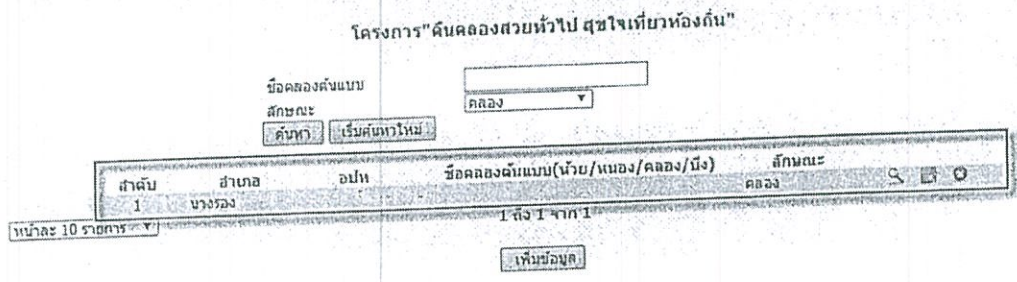 โครงการ"คืนคลองสวยทั่วไป สุขใจเที่ยวท้องถิ่น"
ชื่อคลองต้นแบบ
ลักษณะ คลอง
ค้นหา เริ่มค้นหาใหม่
ลำดับ อำเภอ อปท ชื่อคลองต้นแบบ(ห้วย/หนอง/คลอง/บึง) ลักษณะ
1 บางรอง คลอง
หน้าละ 10 รายการ 1 ถึง 1 จาก 1
เพิ่มข้อมูล